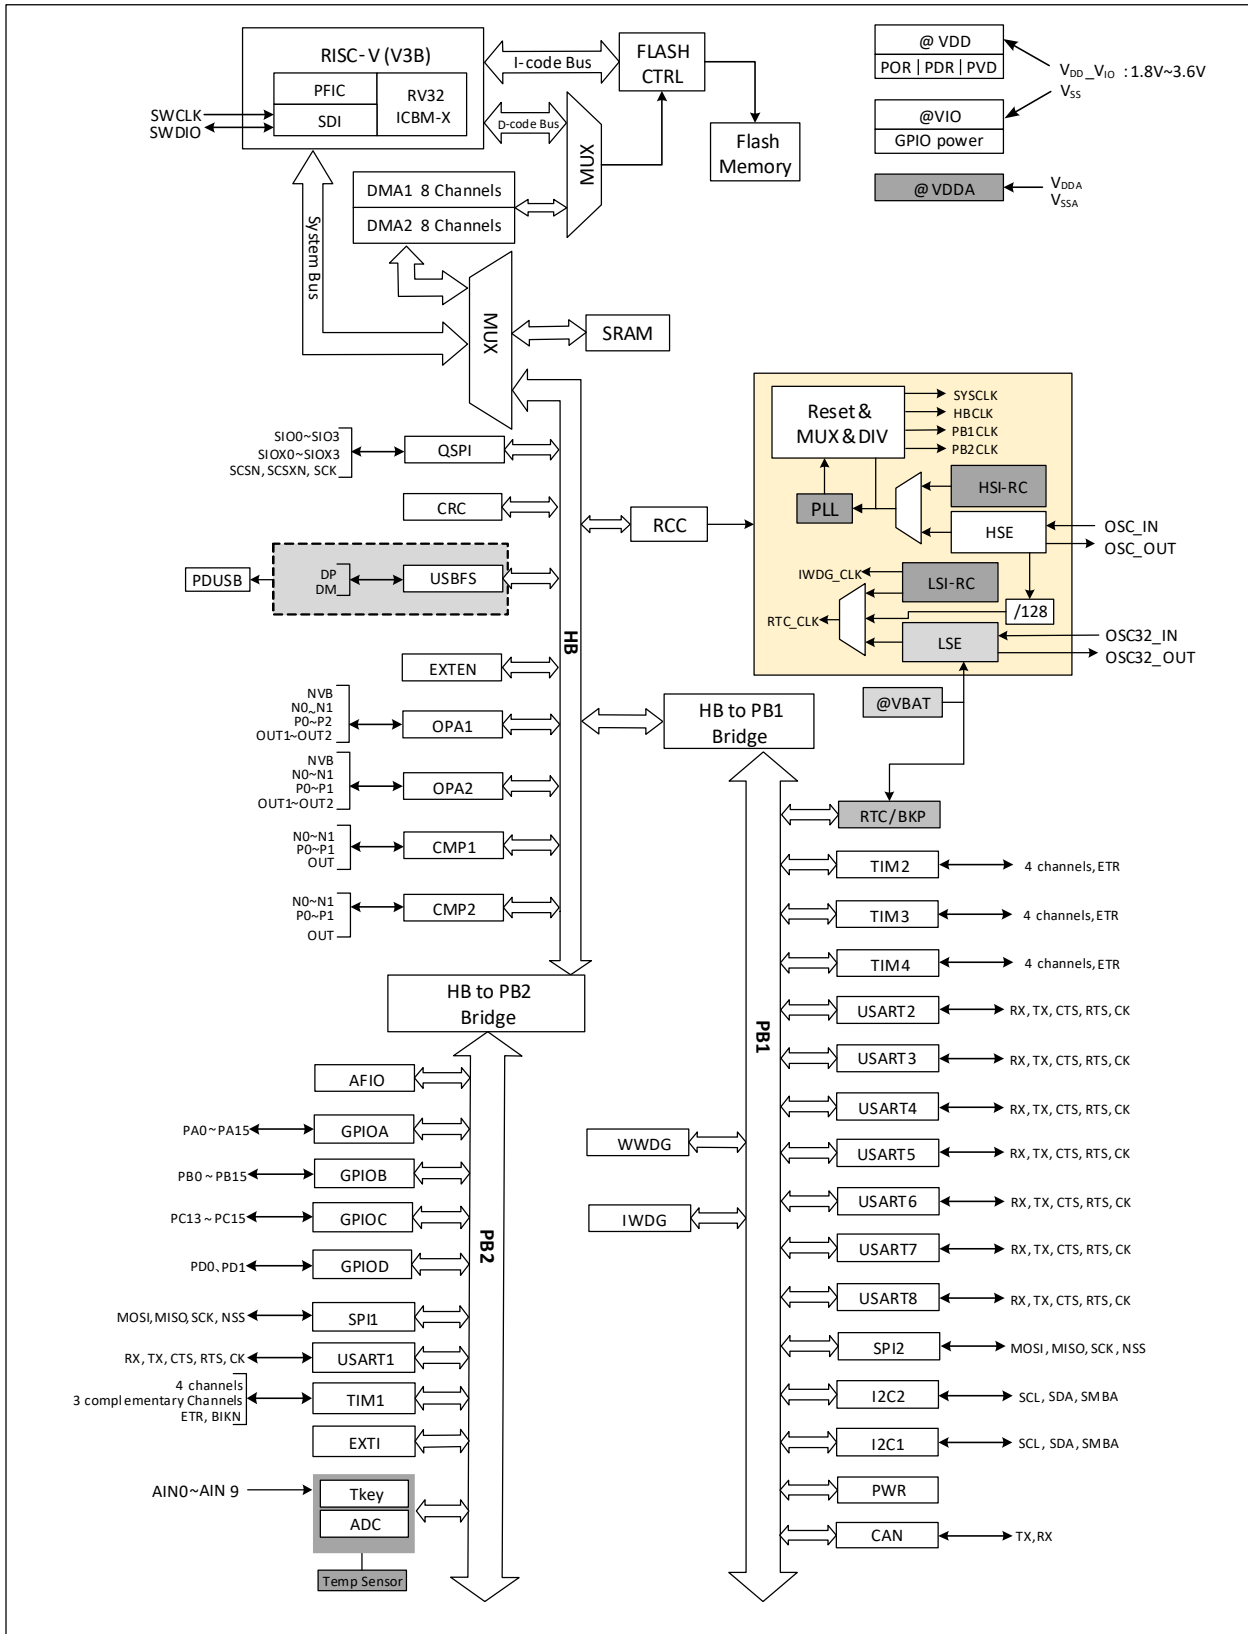 RISC-V (V3B)
PFIC
SDI
RV32
ICBM-X
SWCLK
SWDIO
I-code Bus
D-code Bus
FLASH
CTRL
MUX
Flash
Memory
@ VDD
POR | PDR | PVD
VDD_VIO : 1.8V~3.6V
VSS
@VIO
GPIO power
@ VDDA
VDDA
VSSA
DMA1 8 Channels
DMA2 8 Channels
System Bus
MUX
SRAM
SIO0~SIO3
SIOX0~SIOX3
SCSN, SCSXN, SCK
QSPI
CRC
PDUSB
DP
DM
USBFS
HB
EXTEN
NVB
N0~N1
P0~P2
OUT1~OUT2
OPA1
NVB
N0~N1
P0~P1
OUT1~OUT2
OPA2
N0~N1
P0~P1
OUT
CMP1
N0~N1
P0~P1
OUT
CMP2
RCC
Reset &
MUX & DIV
SYSCLK
HBCLK
PB1CLK
PB2CLK
PLL
HSI-RC
HSE
OSC_IN
OSC_OUT
IWDG_CLK
LSI-RC
RTC_CLK
/128
LSE
OSC32_IN
OSC32_OUT
@VBAT
HB to PB1
Bridge
RTC/BKP
TIM2
4 channels, ETR
TIM3
4 channels, ETR
TIM4
4 channels, ETR
USART2
RX, TX, CTS, RTS, CK
USART3
RX, TX, CTS, RTS, CK
USART4
RX, TX, CTS, RTS, CK
USART5
RX, TX, CTS, RTS, CK
USART6
RX, TX, CTS, RTS, CK
USART7
RX, TX, CTS, RTS, CK
USART8
RX, TX, CTS, RTS, CK
SPI2
MOSI, MISO, SCK, NSS
I2C2
SCL, SDA, SMBA
I2C1
SCL, SDA, SMBA
PWR
CAN
TX, RX
PB1
WWDG
IWDG
HB to PB2
Bridge
PB2
AFIO
PA0~PA15
GPIOA
PB0~PB15
GPIOB
PC13~PC15
GPIOC
PD0、PD1
GPIOD
MOSI, MISO, SCK, NSS
SPI1
RX, TX, CTS, RTS, CK
USART1
4 channels
3 complementary Channels
ETR, BIKN
TIM1
EXTI
AIN0~AIN 9
Tkey
ADC
Temp Sensor